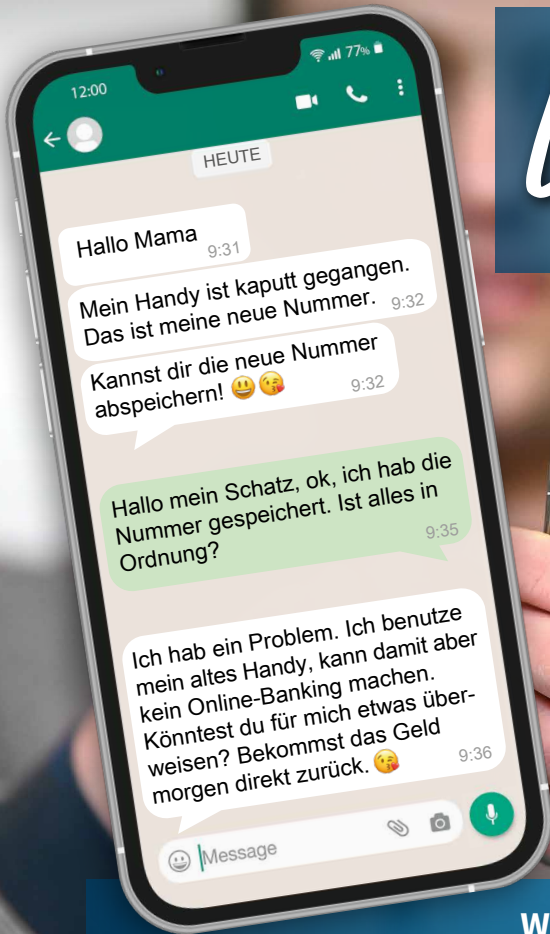 12:00
77%
HEUTE
Hallo Mama
9:31
Mein Handy ist kaputt gegangen.
Das ist meine neue Nummer. 9:32
Kannst dir die neue Nummer
abspeichern! 😃😘
9:32
Hallo mein Schatz, ok, ich hab die
Nummer gespeichert. Ist alles in
Ordnung?
9:35
Ich hab ein Problem. Ich benutze
mein altes Handy, kann damit aber
kein Online-Banking machen.
Könntest du für mich etwas über-
weisen? Bekommst das Geld
morgen direkt zurück. 😘
9:36
Message